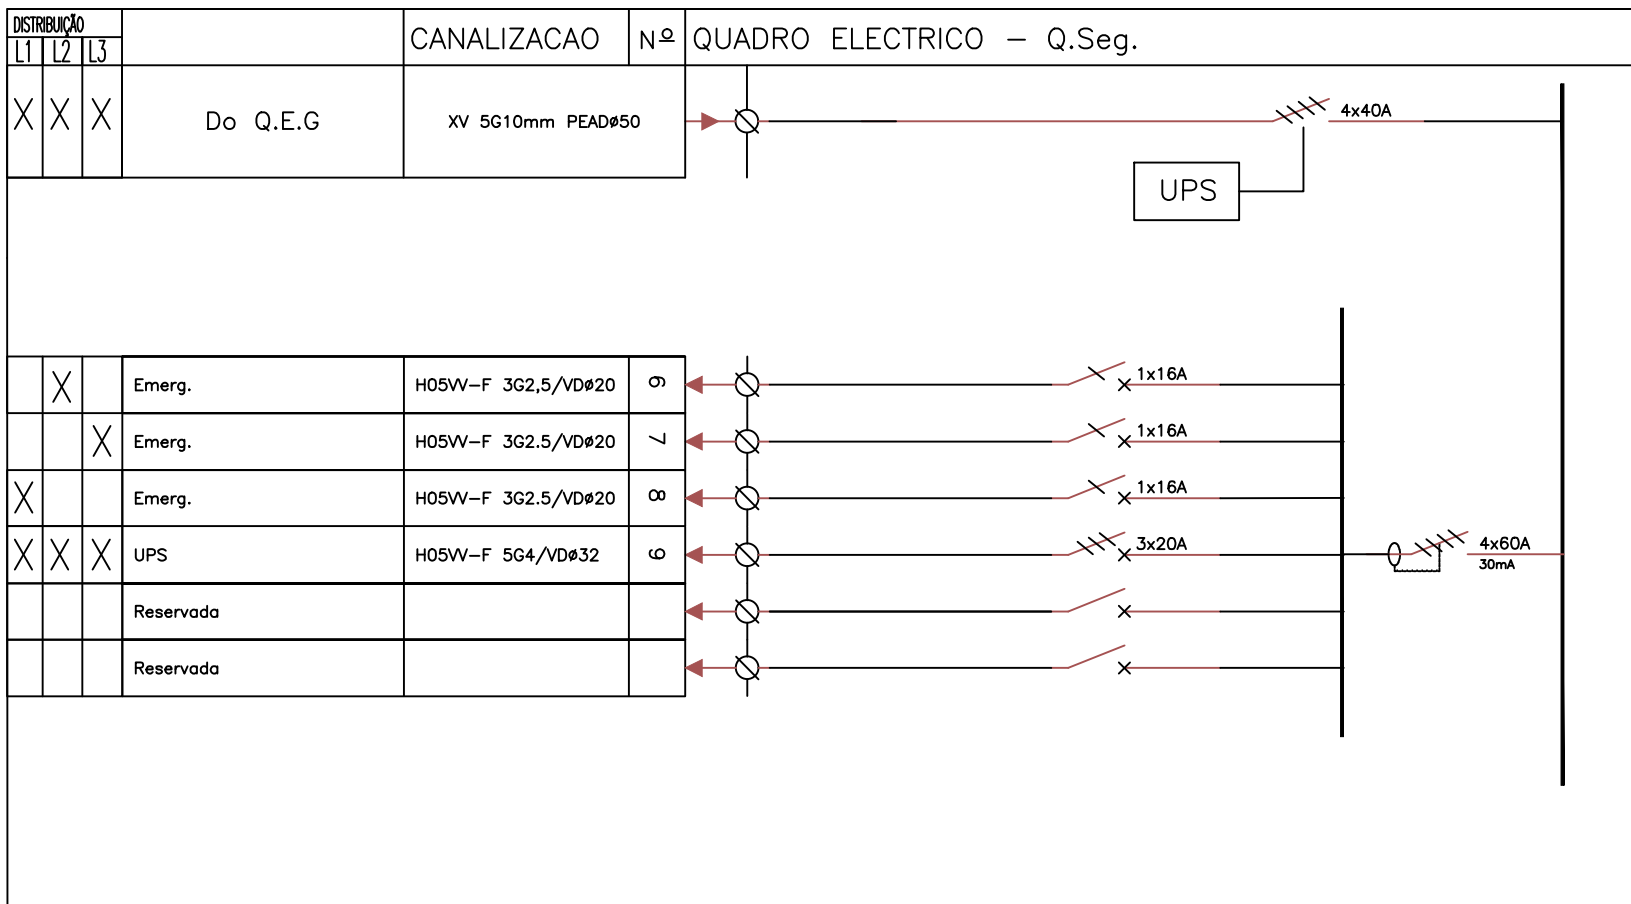 DISTRIBUIÇÃO
L1 L2 L3
CANALIZACAO Nº QUADRO ELECTRICO - Q.Seg.
X X X Do Q.E.G XV 5G10mm PEADø50 4x40A
UPS
X Emerg. H05VV-F 3G2,5/VDø20 6 1x16A
X Emerg. H05VV-F 3G2.5/VDø20 7 1x16A
X Emerg. H05VV-F 3G2.5/VDø20 8 1x16A
X X X UPS H05VV-F 5G4/VDø32 9 3x20A 4x60A
30mA
Reservada
Reservada